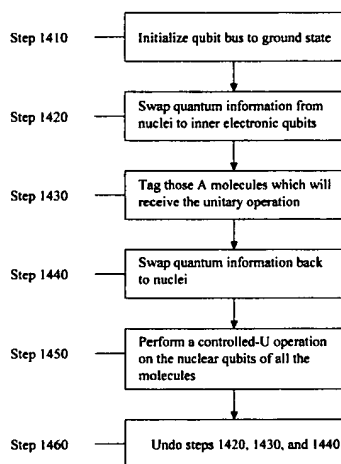 Step 1410
Initialize qubit bus to ground state
Step 1420
Swap quantum information from
nuclei to inner electronic qubits
Step 1430
Tag those A molecules which will
receive the unitary operation
Step 1440
Swap quantum information back
to nuclei
Step 1450
Perform a controlled-U operation
on the nuclear qubits of all the
molecules
Step 1460
Undo steps 1420, 1430, and 1440